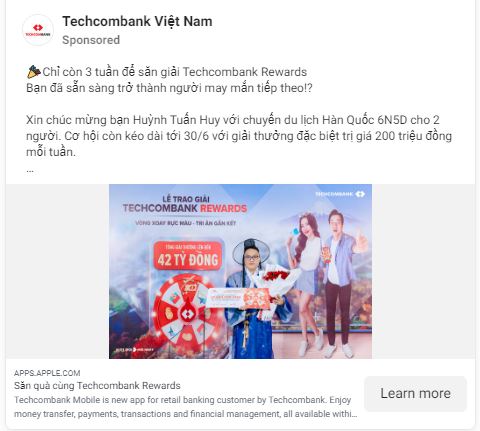 Techcombank Việt Nam
Sponsored
🎉Chỉ còn 3 tuần để săn giải Techcombank Rewards
Bạn đã sẵn sàng trở thành người may mắn tiếp theo!?
Xin chúc mừng bạn Huỳnh Tuấn Huy với chuyến du lịch Hàn Quốc 6N5D cho 2
người. Cơ hội còn kéo dài tới 30/6 với giải thưởng đặc biệt trị giá 200 triệu đồng
mỗi tuần.
...
TECHCOMBANK
LỄ TRAO GIẢI
TECHCOMBANK REWARDS
VÒNG XOAY RỰC MÀU - TRI ÂN GẮN KẾT
TỔNG GIẢI THƯỞNG LÊN ĐẾN
42 TỶ ĐỒNG
APPS.APPLE.COM
Săn quà cùng Techcombank Rewards
Techcombank Mobile is new app for retail banking customer by Techcombank. Enjoy
money transfer, payments, transactions and financial management, all available withi...
Learn more